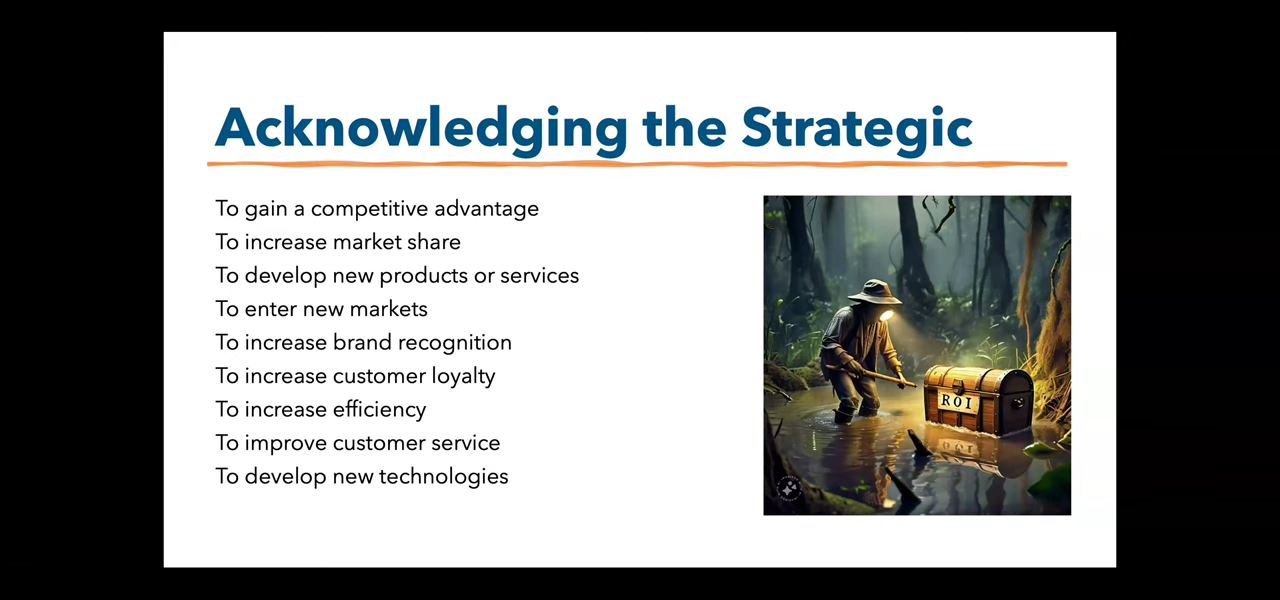 Acknowledging the Strategic
To gain a competitive advantage
To increase market share
To develop new products or services
To enter new markets
To increase brand recognition
To increase customer loyalty
To increase efficiency
To improve customer service
To develop new technologies
ROI